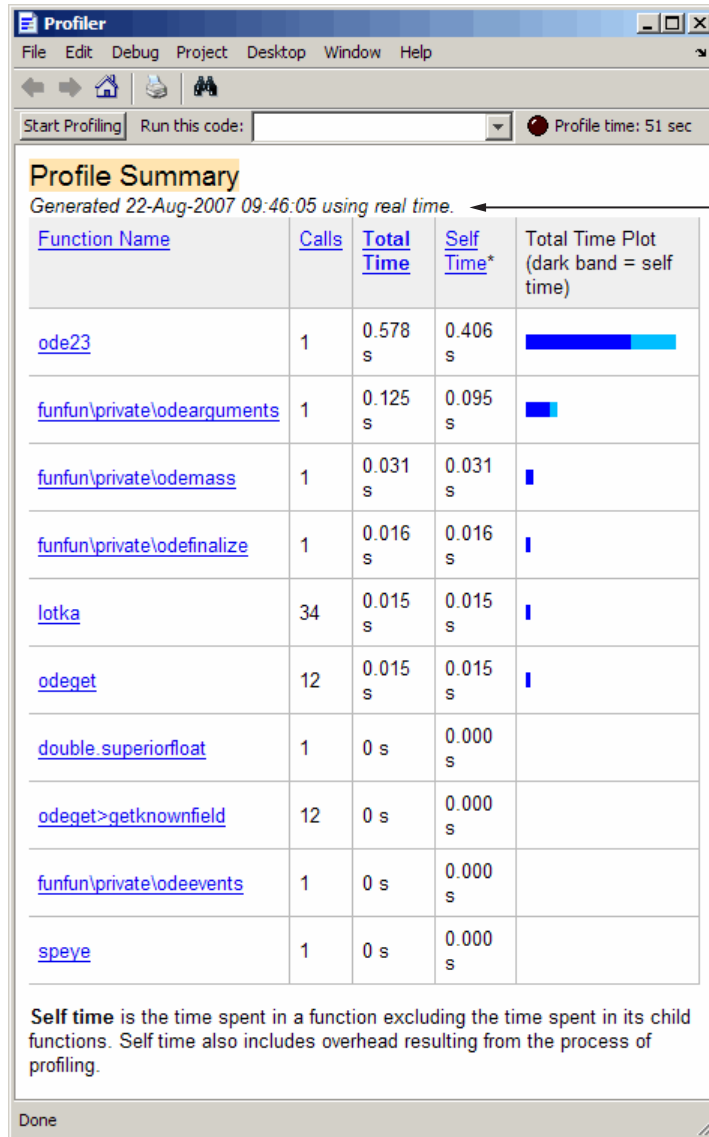 Profiler
File Edit Debug Project Desktop Window Help
Start Profiling Run this code: Profile time: 51 sec
Profile Summary
Generated 22-Aug-2007 09:46:05 using real time.
Function Name Calls Total Self Total Time Plot
Time Time* (dark band = self
time)
ode23 1 0.578 0.406
s s
funfun\private\odearguments 1 0.125 0.095
s s
funfun\private\odemass 1 0.031 0.031
s s
funfun\private\odefinalize 1 0.016 0.016
s s
lotka 34 0.015 0.015
s s
odeget 12 0.015 0.015
s s
double.superiorfloat 1 0 s 0.000
s
odeget>getknownfield 12 0 s 0.000
s
funfun\private\odeevents 1 0 s 0.000
s
speye 1 0 s 0.000
s
Self time is the time spent in a function excluding the time spent in its child
functions. Self time also includes overhead resulting from the process of
profiling.
Done